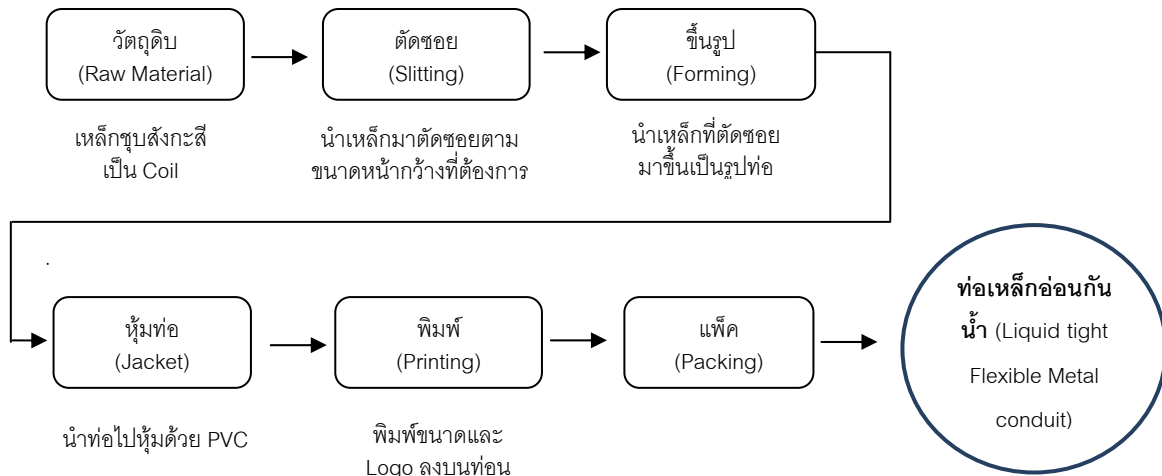 วัตถุดิบ
(Raw Material)
ตัดซอย
(Slitting)
ขึ้นรูป
(Forming)
เหล็กชุบสังกะสี
เป็น Coil
นำเหล็กมาตัดซอยตาม
ขนาดหน้ากว้างที่ต้องการ
นำเหล็กที่ตัดซอย
มาขึ้นเป็นรูปท่อ
.
หุ้มท่อ
(Jacket)
พิมพ์
(Printing)
แพ็ค
(Packing)
ท่อเหล็กอ่อนกัน
น้ำ (Liquid tight
Flexible Metal
conduit)
นำท่อไปหุ้มด้วย PVC
พิมพ์ขนาดและ
Logo ลงบนท่อน